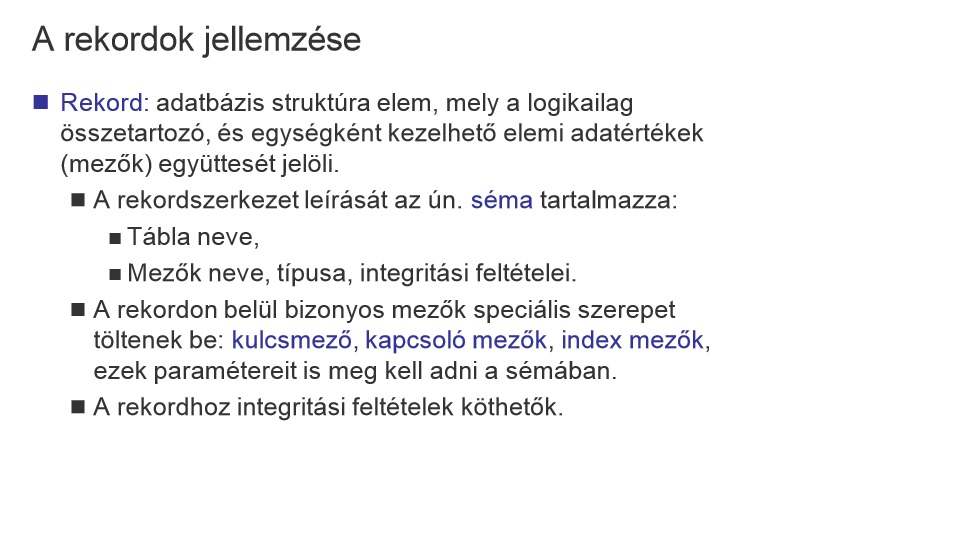 A rekordok jellemzése
Rekord: adatbázis struktúra elem, mely a logikailag
összetartozó, és egységként kezelhető elemi adatértékek
(mezők) együttesét jelöli.
A rekordszerkezet leírását az ún. séma tartalmazza:
Tábla neve,
Mezők neve, típusa, integritási feltételei.
A rekordon belül bizonyos mezők speciális szerepet
töltenek be: kulcsmező, kapcsoló mezők, index mezők,
ezek paramétereit is meg kell adni a sémában.
A rekordhoz integritási feltételek köthetők.